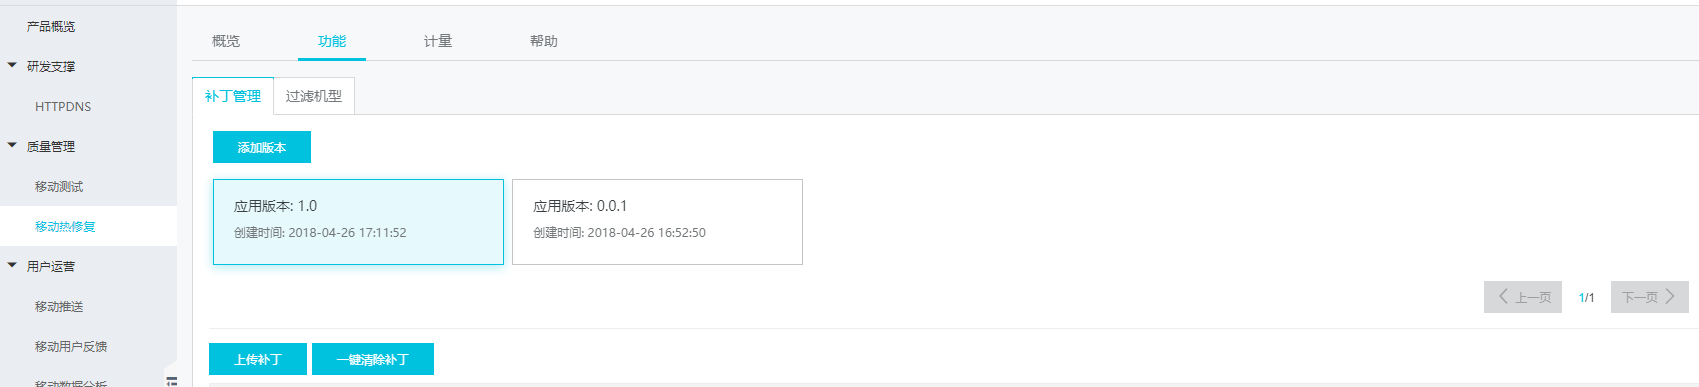 产品概览
研发支撑
HTTPDNS
质量管理
移动测试
移动热修复
用户运营
移动推送
移动用户反馈
移动数据分析
概览 功能 计量 帮助
补丁管理 过滤机型
添加版本
应用版本: 1.0
创建时间: 2018-04-26 17:11:52
应用版本: 0.0.1
创建时间: 2018-04-26 16:52:50
上一页 1/1 下一页
上传补丁 一键清除补丁